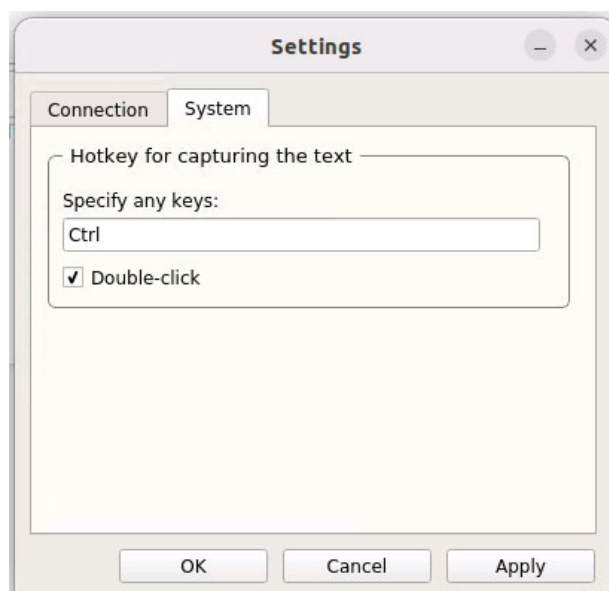 Settings
Connection System
Hotkey for capturing the text
Specify any keys:
Ctrl
Double-click
OK Cancel Apply